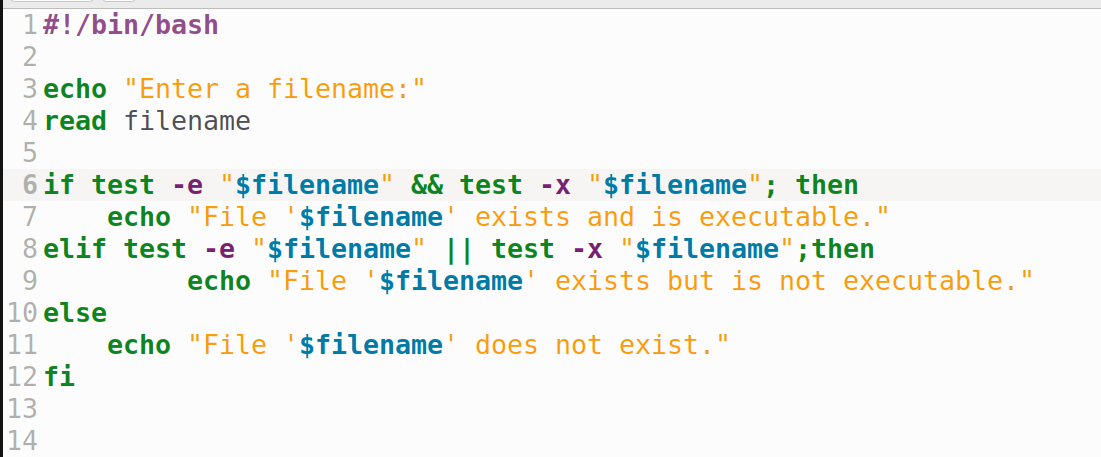 1 #!/bin/bash
2
3 echo "Enter a filename:"
4 read filename
5
6 if test -e "$filename" && test -x "$filename"; then
7     echo "File '$filename' exists and is executable."
8 elif test -e "$filename" || test -x "$filename";then
9          echo "File '$filename' exists but is not executable."
10 else
11     echo "File '$filename' does not exist."
12 fi
13
14